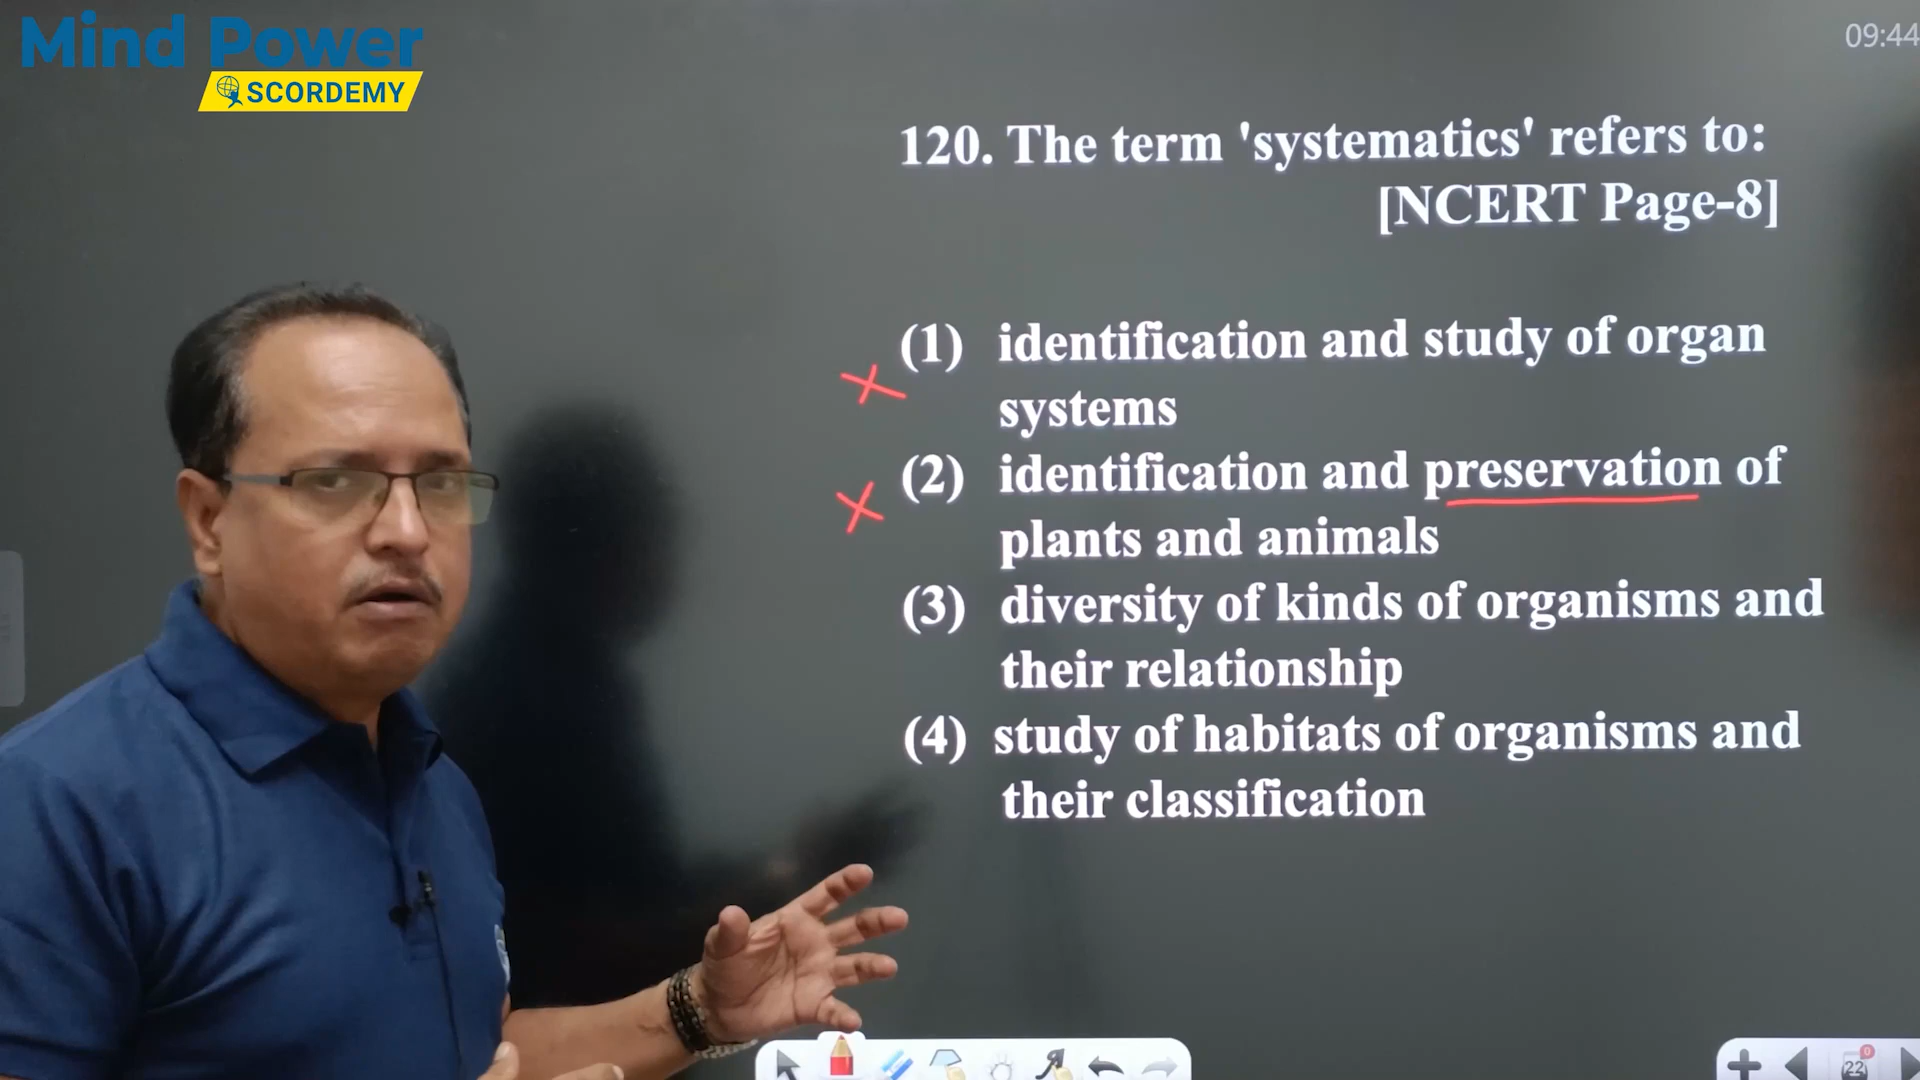 Mind Power
SCORDEMY
09:44
120. The term 'systematics' refers to:
[NCERT Page-8]
(1) identification and study of organ
systems
(2) identification and preservation of
plants and animals
(3) diversity of kinds of organisms and
their relationship
(4) study of habitats of organisms and
their classification
0
22